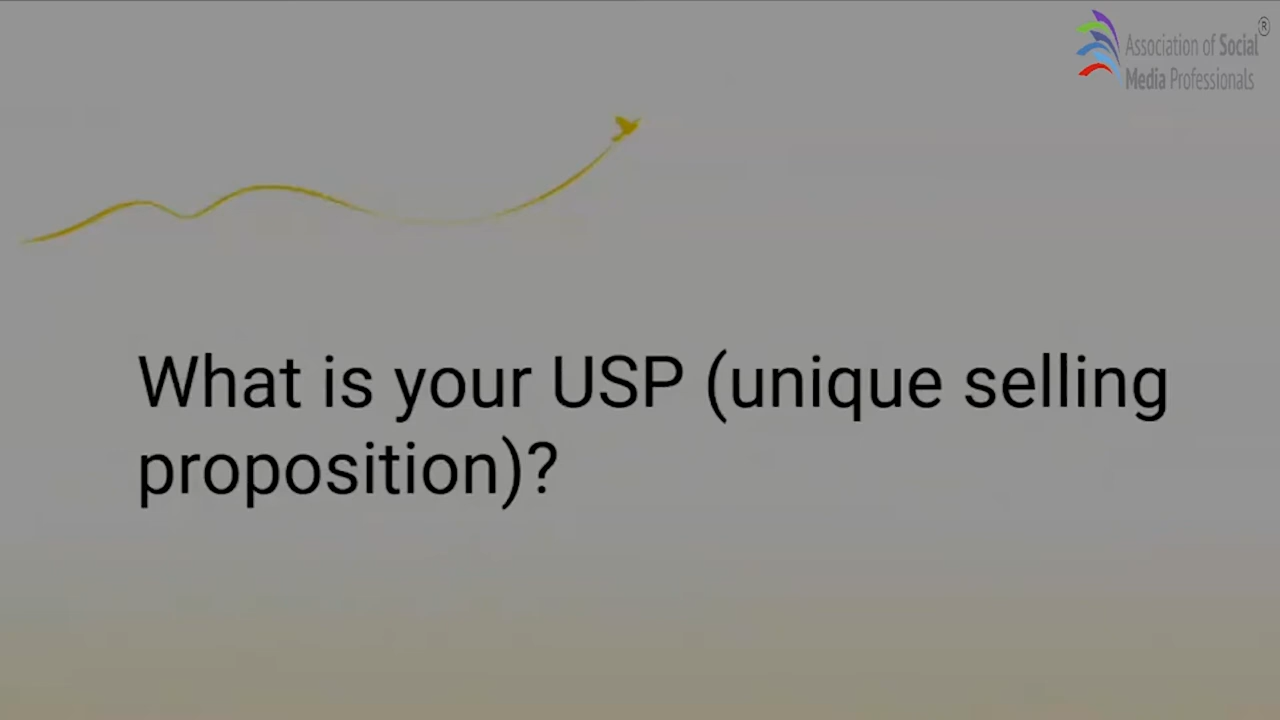 Association of Social ®
Media Professionals
What is your USP (unique selling
proposition)?